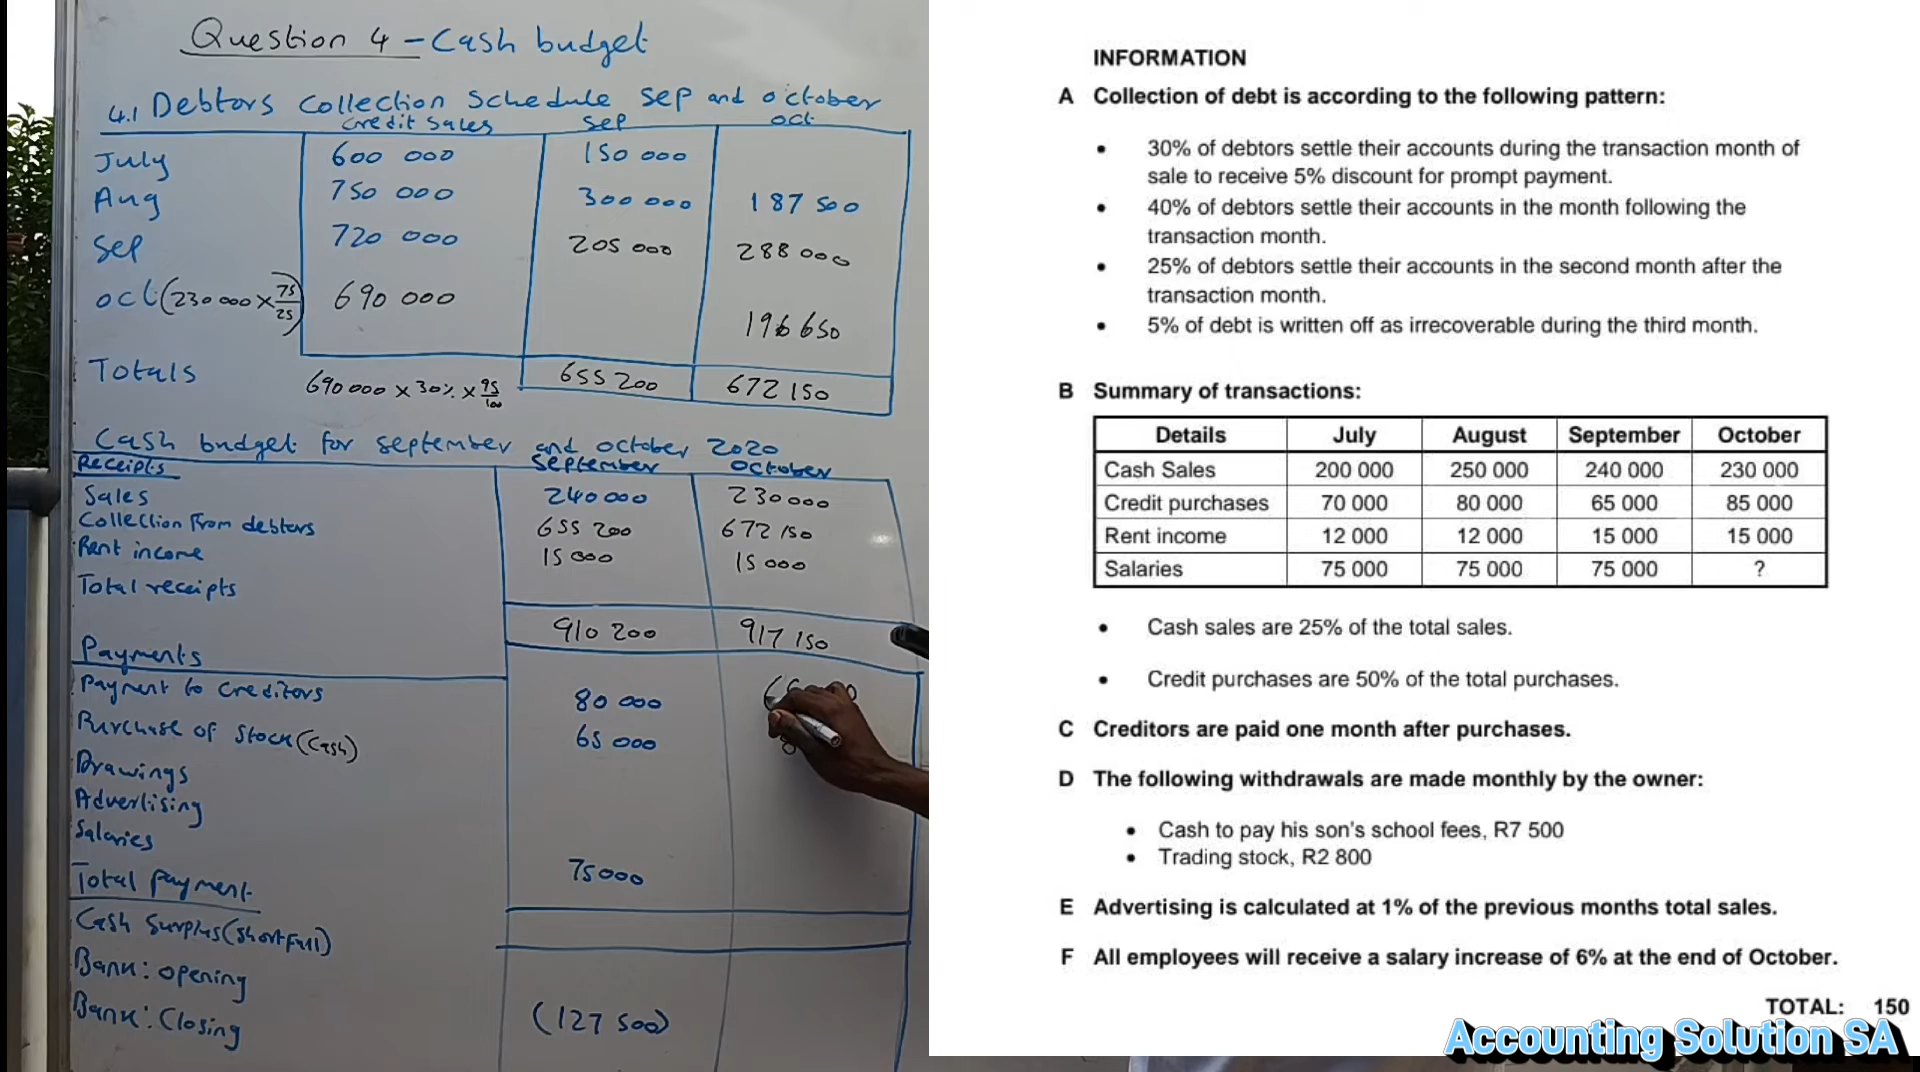 Question 4 - Cash budget
4.1 Debtors Collection Schedule Sep and october
credit Sales Sep oct
July 600 000 150 000
Aug 750 000 300 000 187 500
Sep 720 000 205 000 288 000
oct (230 000 × 75/25) 690 000 196 650
Totals 690 000 × 30% × 95/100 655 200 672 150
Cash budget for september and october 2020
Receipts September October
Sales 240 000 230 000
Collection from debtors 655 200 672 150
Rent income 15 000 15 000
Total receipts
910 200 917 150
Payments
Payment to creditors 80 000
Purchase of stock (Cash) 65 000
Drawings
Advertising
Salaries
75000
Total payment
Cash Surplus (Shortfall)
Bank: opening
Bank: Closing (127 500)
INFORMATION
A Collection of debt is according to the following pattern:
• 30% of debtors settle their accounts during the transaction month of
sale to receive 5% discount for prompt payment.
• 40% of debtors settle their accounts in the month following the
transaction month.
• 25% of debtors settle their accounts in the second month after the
transaction month.
• 5% of debt is written off as irrecoverable during the third month.
B Summary of transactions:
Details July August September October
Cash Sales 200 000 250 000 240 000 230 000
Credit purchases 70 000 80 000 65 000 85 000
Rent income 12 000 12 000 15 000 15 000
Salaries 75 000 75 000 75 000 ?
• Cash sales are 25% of the total sales.
• Credit purchases are 50% of the total purchases.
C Creditors are paid one month after purchases.
D The following withdrawals are made monthly by the owner:
• Cash to pay his son's school fees, R7 500
• Trading stock, R2 800
E Advertising is calculated at 1% of the previous months total sales.
F All employees will receive a salary increase of 6% at the end of October.
TOTAL: 150
Accounting Solution SA